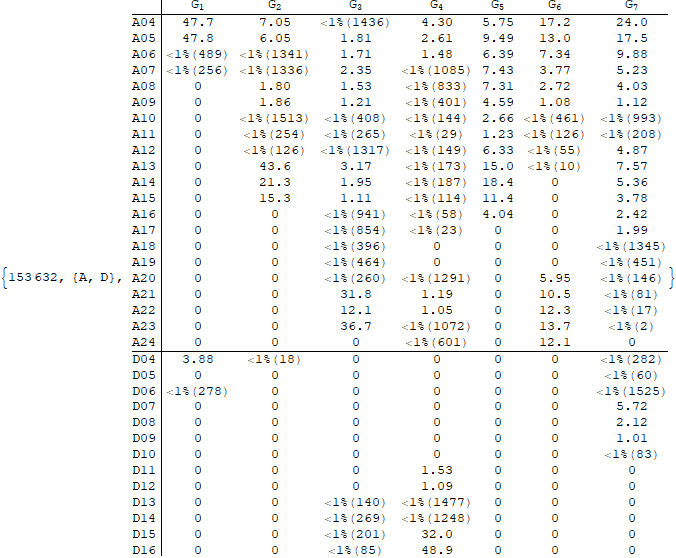 G1 G2 G3 G4 G5 G6 G7
A04 47.7 7.05 <1%(1436) 4.30 5.75 17.2 24.0
A05 47.8 6.05 1.81 2.61 9.49 13.0 17.5
A06 <1%(489) <1%(1341) 1.71 1.48 6.39 7.34 9.88
A07 <1%(256) <1%(1336) 2.35 <1%(1085) 7.43 3.77 5.23
A08 0 1.80 1.53 <1%(833) 7.31 2.72 4.03
A09 0 1.86 1.21 <1%(401) 4.59 1.08 1.12
A10 0 <1%(1513) <1%(408) <1%(144) 2.66 <1%(461) <1%(993)
A11 0 <1%(254) <1%(265) <1%(29) 1.23 <1%(126) <1%(208)
A12 0 <1%(126) <1%(1317) <1%(149) 6.33 <1%(55) 4.87
A13 0 43.6 3.17 <1%(173) 15.0 <1%(10) 7.57
A14 0 21.3 1.95 <1%(187) 18.4 0 5.36
A15 0 15.3 1.11 <1%(114) 11.4 0 3.78
A16 0 0 <1%(941) <1%(58) 4.04 0 2.42
A17 0 0 <1%(854) <1%(23) 0 0 1.99
A18 0 0 <1%(396) 0 0 0 <1%(1345)
A19 0 0 <1%(464) 0 0 0 <1%(451)
{153632, {A, D}, A20 0 0 <1%(260) <1%(1291) 0 5.95 <1%(146) }
A21 0 0 31.8 1.19 0 10.5 <1%(81)
A22 0 0 12.1 1.05 0 12.3 <1%(17)
A23 0 0 36.7 <1%(1072) 0 13.7 <1%(2)
A24 0 0 0 <1%(601) 0 12.1 0
D04 3.88 <1%(18) 0 0 0 0 <1%(282)
D05 0 0 0 0 0 0 <1%(60)
D06 <1%(278) 0 0 0 0 0 <1%(1525)
D07 0 0 0 0 0 0 5.72
D08 0 0 0 0 0 0 2.12
D09 0 0 0 0 0 0 1.01
D10 0 0 0 0 0 0 <1%(83)
D11 0 0 0 1.53 0 0 0
D12 0 0 0 1.09 0 0 0
D13 0 0 <1%(140) <1%(1477) 0 0 0
D14 0 0 <1%(269) <1%(1248) 0 0 0
D15 0 0 <1%(201) 32.0 0 0 0
D16 0 0 <1%(85) 48.9 0 0 0